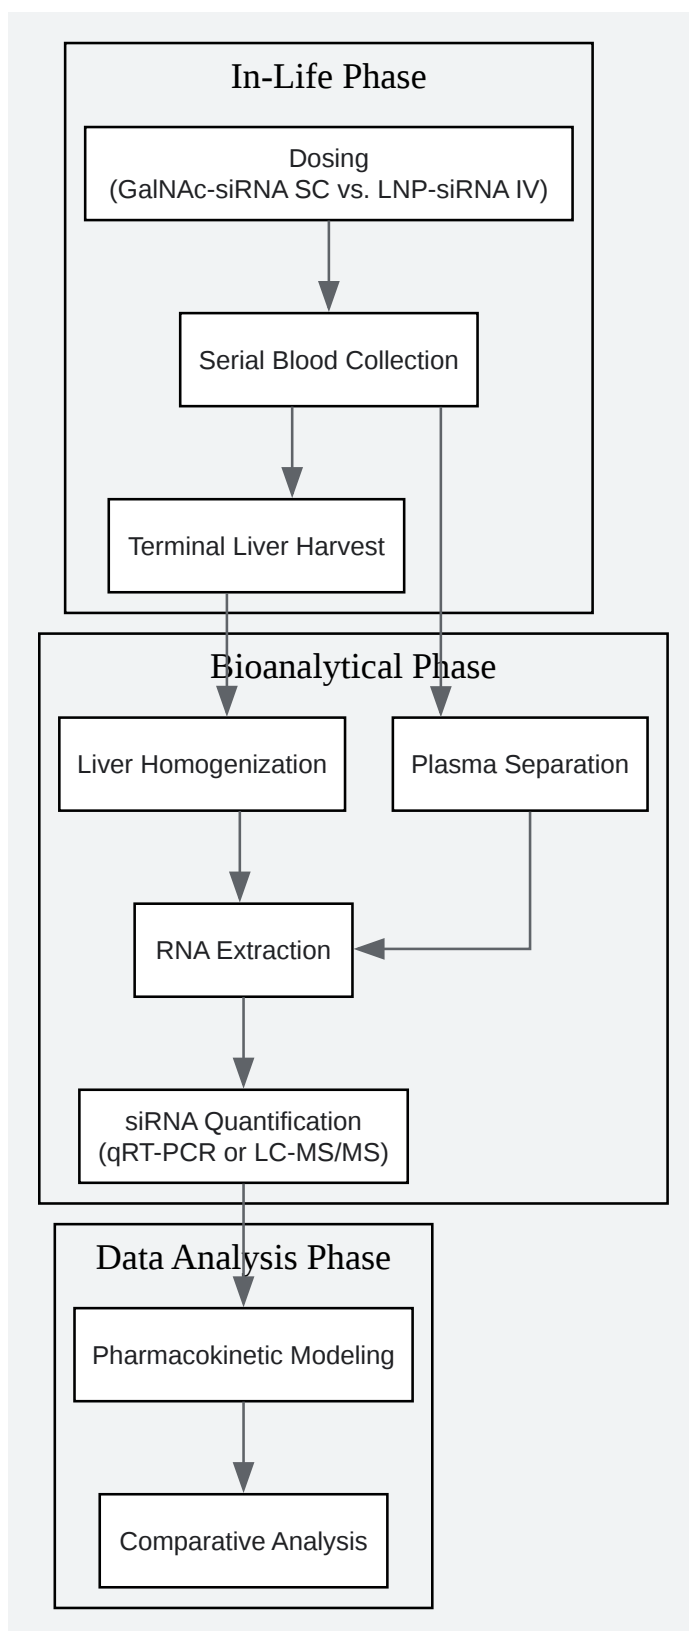 In-Life Phase
Dosing
(GalNAc-siRNA SC vs. LNP-siRNA IV)
Serial Blood Collection
Terminal Liver Harvest
Bioanalytical Phase
Liver Homogenization
Plasma Separation
RNA Extraction
siRNA Quantification
(qRT-PCR or LC-MS/MS)
Data Analysis Phase
Pharmacokinetic Modeling
Comparative Analysis